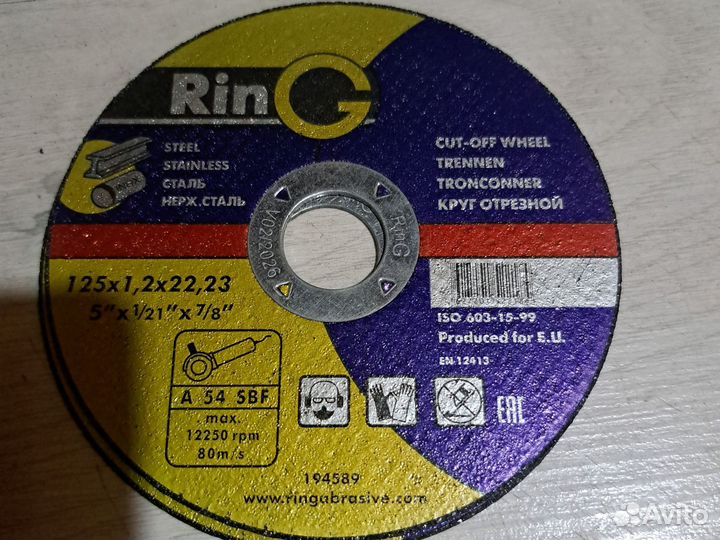 RinG
STEEL
STAINLESS
СТАЛЬ
НЕРЖ.СТАЛЬ
CUT-OFF WHEEL
TRENNEN
TRONCONNER
КРУГ ОТРЕЗНОЙ
RinG
V02/2026
125x1,2x22,23
5"x1/21"x7/8"
ISO 603-15-99
Produced for E.U.
EN 12413
A 54 SBF
max.
12250 rpm
80m/s
EAC
194589
www.ringabrasive.com
Avito